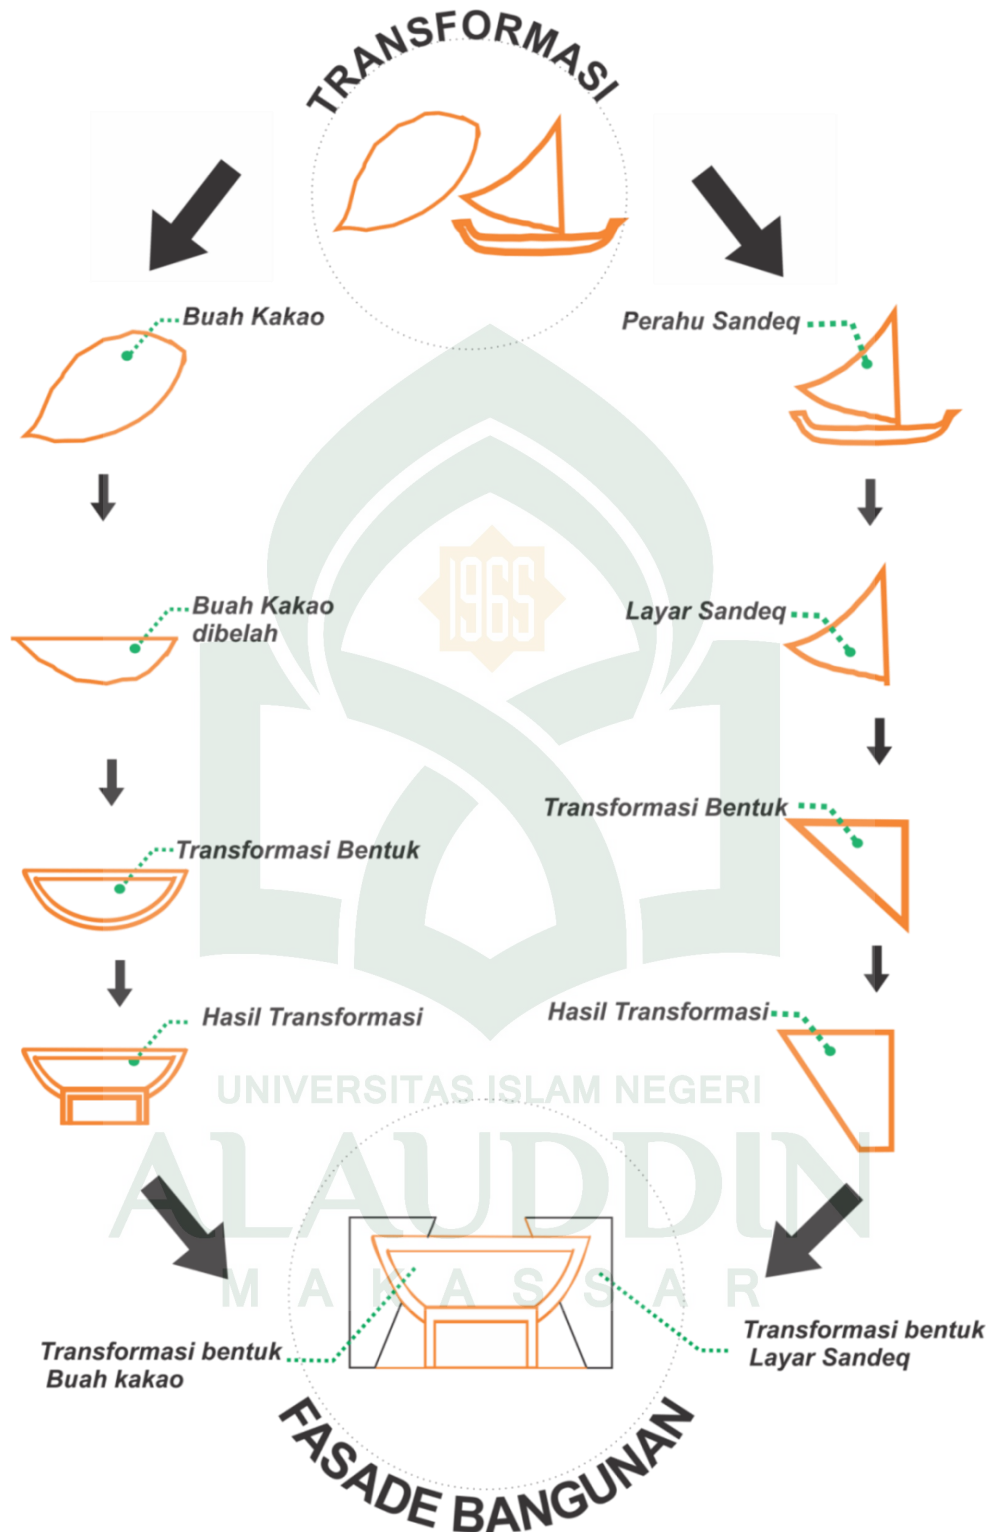 TRANSFORMASI
Buah Kakao
Perahu Sandeq
1965
Buah Kakao
dibelah
Layar Sandeq
Transformasi Bentuk
Transformasi Bentuk
Hasil Transformasi
Hasil Transformasi
UNIVERSITAS ISLAM NEGERI
ALAUDDIN
MAKASSAR
Transformasi bentuk
Buah kakao
Transformasi bentuk
Layar Sandeq
FASADE BANGUNAN